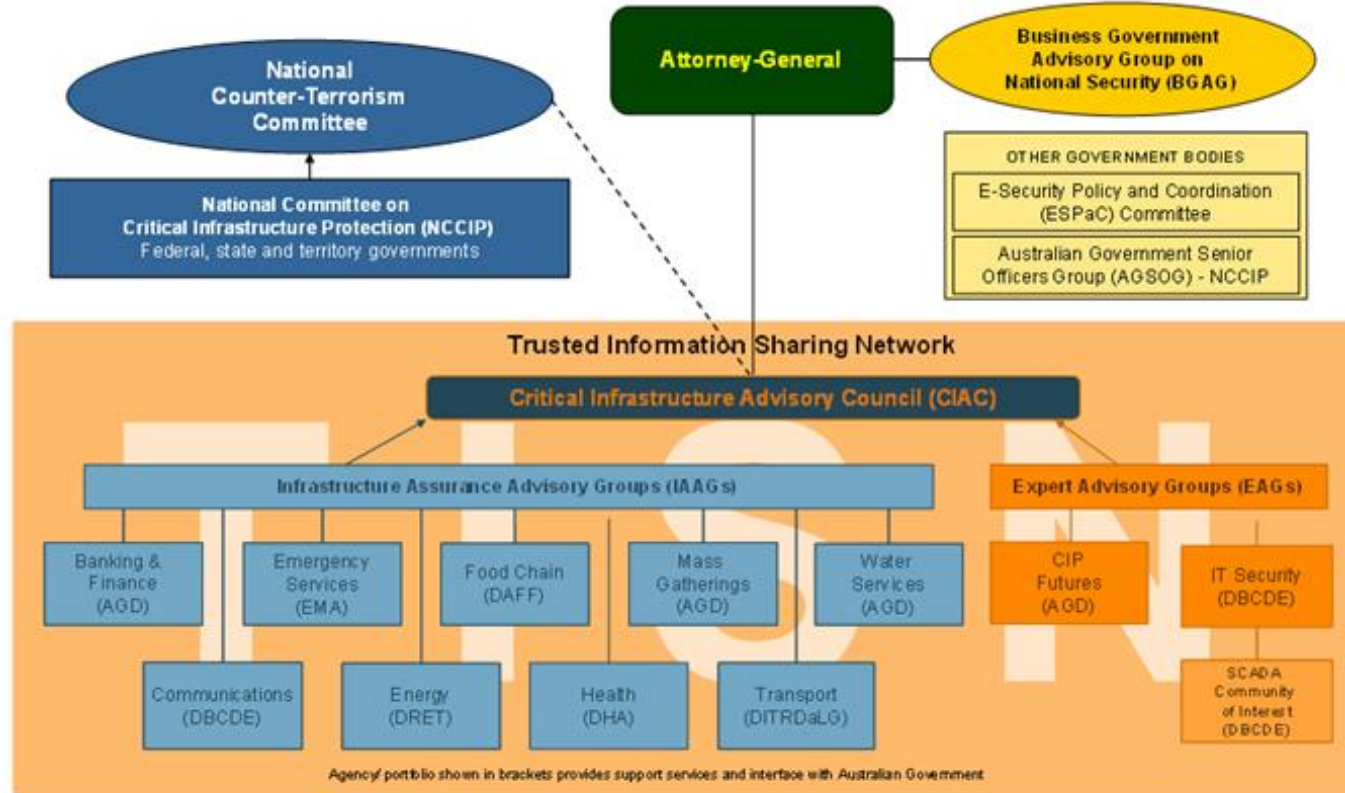 National
Counter-Terrorism
Committee
Attorney-General
Business Government
Advisory Group on
National Security (BGAG)
National Committee on
Critical Infrastructure Protection (NCCIP)
Federal, state and territory governments
OTHER GOVERNMENT BODIES
E-Security Policy and Coordination
(ESPaC) Committee
Australian Government Senior
Officers Group (AGSOG) - NCCIP
Trusted Information Sharing Network
Critical Infrastructure Advisory Council (CIAC)
TISN
Infrastructure Assurance Advisory Groups (IAAGs)
Expert Advisory Groups (EAGs)
Banking &
Finance
(AGD)
Emergency
Services
(EMA)
Food Chain
(DAFF)
Mass
Gatherings
(AGD)
Water
Services
(AGD)
CIP
Futures
(AGD)
IT Security
(DBCDE)
Communications
(DBCDE)
Energy
(DRET)
Health
(DHA)
Transport
(DITRDaLG)
SCADA
Community
of Interest
(DBCDE)
Agency/ portfolio shown in brackets provides support services and interface with Australian Government